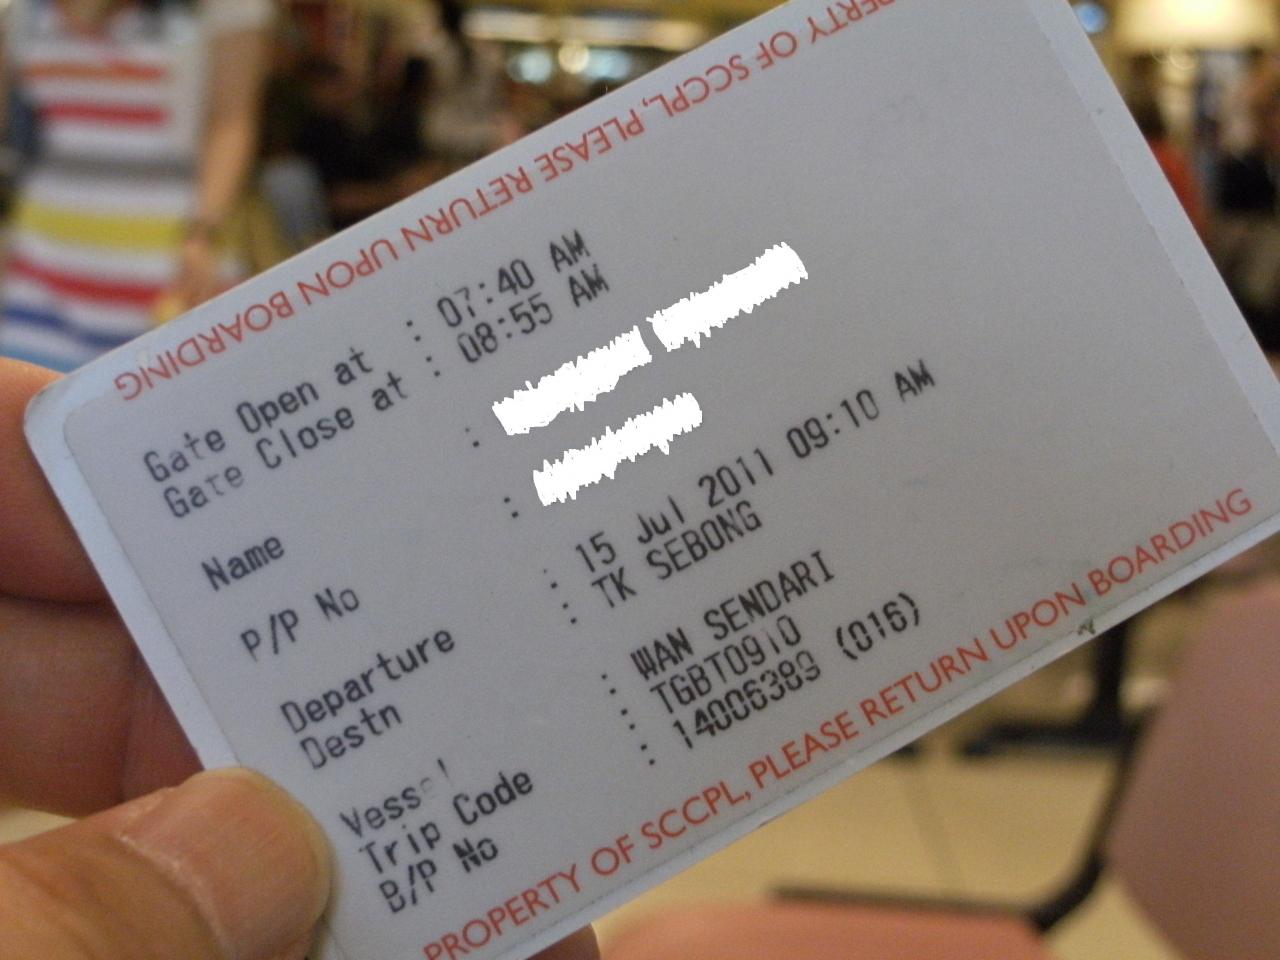 PROPERTY OF SCCPL, PLEASE RETURN UPON BOARDING
Gate Open at : 07:40 AM
Gate Close at : 08:55 AM
Name :
P/P No :
Departure : 15 Jul 2011 09:10 AM
Destn : TK SEBONG
Vessel : WAN SENDARI
Trip Code : TGBT0910
B/P No : 14006389 (016)
PROPERTY OF SCCPL, PLEASE RETURN UPON BOARDING